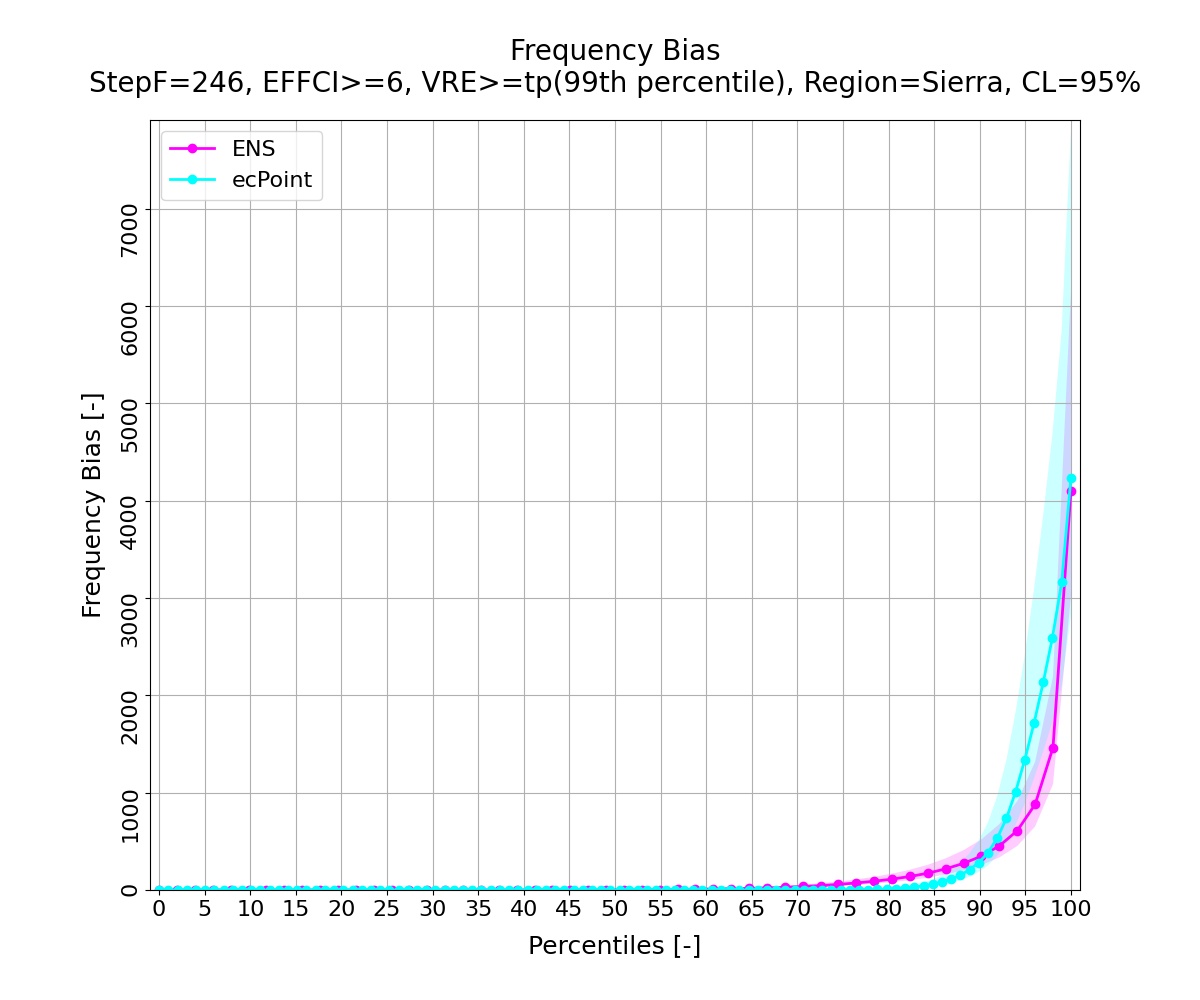 Frequency Bias
StepF=246, EFFCI>=6, VRE>=tp(99th percentile), Region=Sierra, CL=95%
ENS
ecPoint
Frequency Bias [-]
7000
6000
5000
4000
3000
2000
1000
0
0 5 10 15 20 25 30 35 40 45 50 55 60 65 70 75 80 85 90 95 100
Percentiles [-]